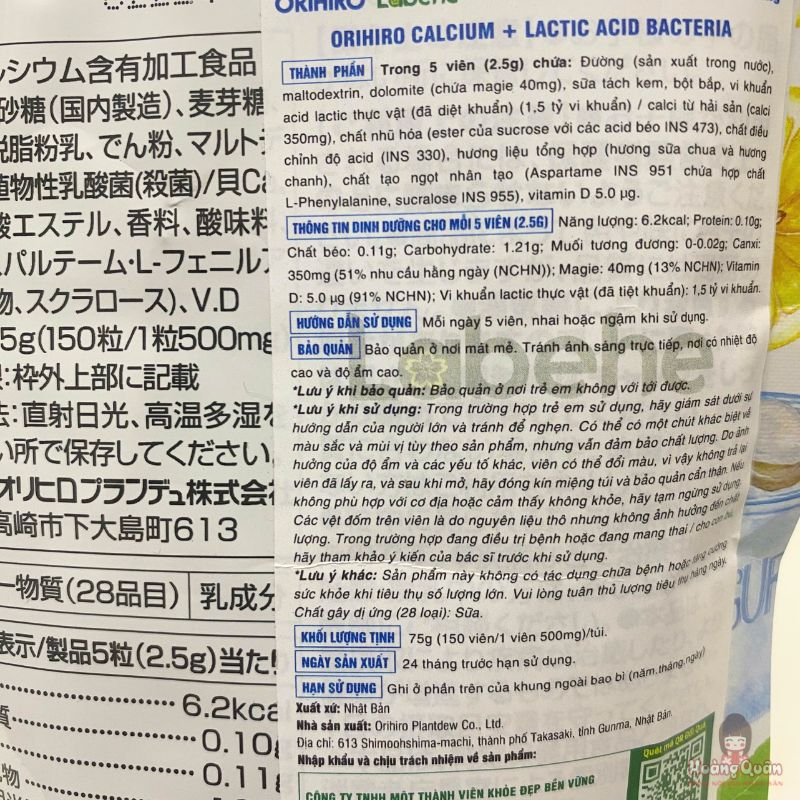 ORIHIRO Labene
ORIHIRO CALCIUM + LACTIC ACID BACTERIA
THÀNH PHẦN Trong 5 viên (2.5g) chứa: Đường (sản xuất trong nước),
maltodextrin, dolomite (chứa magie 40mg), sữa tách kem, bột bắp, vi khuẩn
acid lactic thực vật (đã diệt khuẩn) (1,5 tỷ vi khuẩn) / calci từ hải sản (calci
350mg), chất nhũ hóa (ester của sucrose với các acid béo INS 473), chất điều
chỉnh độ acid (INS 330), hương liệu tổng hợp (hương sữa chua và hương
chanh), chất tạo ngọt nhân tạo (Aspartame INS 951 chứa hợp chất
L-Phenylalanine, sucralose INS 955), vitamin D 5.0 µg.
THÔNG TIN DINH DƯỠNG CHO MỖI 5 VIÊN (2.5G) Năng lượng: 6.2kcal; Protein: 0.10g;
Chất béo: 0.11g; Carbohydrate: 1.21g; Muối tương đương: 0-0.02g; Canxi:
350mg (51% nhu cầu hằng ngày (NCHN)); Magie: 40mg (13% NCHN); Vitamin
D: 5.0 µg (91% NCHN); Vi khuẩn lactic thực vật (đã tiệt khuẩn): 1,5 tỷ vi khuẩn.
HƯỚNG DẪN SỬ DỤNG Mỗi ngày 5 viên, nhai hoặc ngậm khi sử dụng.
BẢO QUẢN Bảo quản ở nơi mát mẻ. Tránh ánh sáng trực tiếp, nơi có nhiệt độ
cao và độ ẩm cao.
Labene
*Lưu ý khi bảo quản: Bảo quản ở nơi trẻ em không với tới được.
*Lưu ý khi sử dụng: Trong trường hợp trẻ em sử dụng, hãy giám sát dưới sự
hướng dẫn của người lớn và tránh để nghẹn. Có thể có một chút khác biệt về
màu sắc và mùi vị tùy theo sản phẩm, nhưng vẫn đảm bảo chất lượng. Do ảnh
hưởng của độ ẩm và các yếu tố khác, viên có thể đổi màu, vì vậy không trả lại
viên đã lấy ra, và sau khi mở, hãy đóng kín miệng túi và bảo quản cẩn thận. Nếu
không phù hợp với cơ địa hoặc cảm thấy không khỏe, hãy tạm ngừng sử dụng.
Các vệt đốm trên viên là do nguyên liệu thô nhưng không ảnh hưởng đến chất
lượng. Trong trường hợp đang điều trị bệnh hoặc đang mang thai / cho con bú,
hãy tham khảo ý kiến của bác sĩ trước khi sử dụng.
*Lưu ý khác: Sản phẩm này không có tác dụng chữa bệnh hoặc tăng cường
sức khỏe khi tiêu thụ số lượng lớn. Vui lòng tuân thủ lượng tiêu thụ hàng ngày.
Chất gây dị ứng (28 loại): Sữa.
KHỐI LƯỢNG TỊNH 75g (150 viên/1 viên 500mg)/túi.
NGÀY SẢN XUẤT 24 tháng trước hạn sử dụng.
HẠN SỬ DỤNG Ghi ở phần trên của khung ngoài bao bì (năm.tháng.ngày)
Xuất xứ: Nhật Bản
Nhà sản xuất: Orihiro Plantdew Co., Ltd.
Địa chỉ: 613 Shimoohshima-machi, thành phố Takasaki, tỉnh Gunma, Nhật Bản.
Nhập khẩu và chịu trách nhiệm về sản phẩm:
CÔNG TY TNHH MỘT THÀNH VIÊN KHỎE ĐẸP BỀN VỮNG
Quét mã QR Đổi Quà
ルシウム含有加工食品
砂糖(国内製造)、麦芽糖
脱脂粉乳、でん粉、マルト
植物性乳酸菌(殺菌)/貝Ca
酸エステル、香料、酸味料
スパルテーム・L-フェニルア
物、スクラロース)、V.D
5g(150粒/1粒500mg
:枠外上部に記載
法:直射日光、高温多湿
い所で保存してください
オリヒロプランデュ株式会
高崎市下大島町613
ー物質(28品目) 乳成分
表示/製品5粒(2.5g)当たり
6.2kca
質 0.10g
0.11g
物
Hoàng Quân